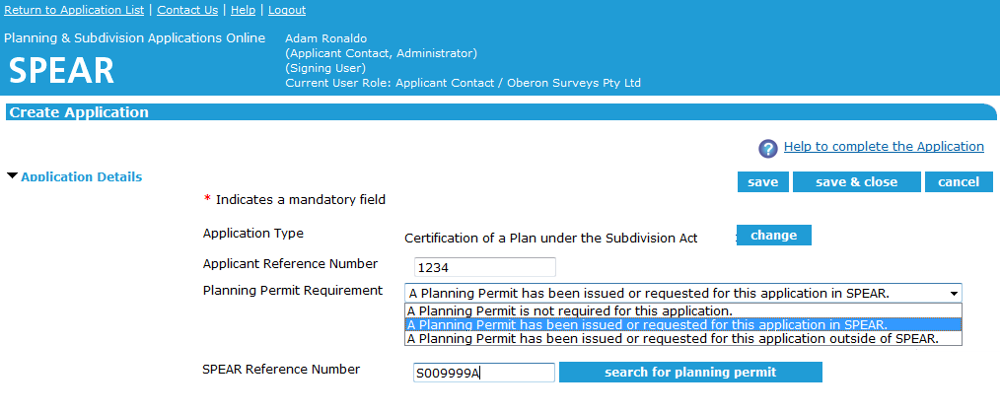 Return to Application List | Contact Us | Help | Logout
Planning & Subdivision Applications Online
SPEAR
Adam Ronaldo
(Applicant Contact, Administrator)
(Signing User)
Current User Role: Applicant Contact / Oberon Surveys Pty Ltd
Create Application
? Help to complete the Application
Application Details
save save & close cancel
* Indicates a mandatory field
Application Type Certification of a Plan under the Subdivision Act change
Applicant Reference Number 1234
Planning Permit Requirement A Planning Permit has been issued or requested for this application in SPEAR.
A Planning Permit is not required for this application.
A Planning Permit has been issued or requested for this application in SPEAR.
A Planning Permit has been issued or requested for this application outside of SPEAR.
SPEAR Reference Number S009999A search for planning permit